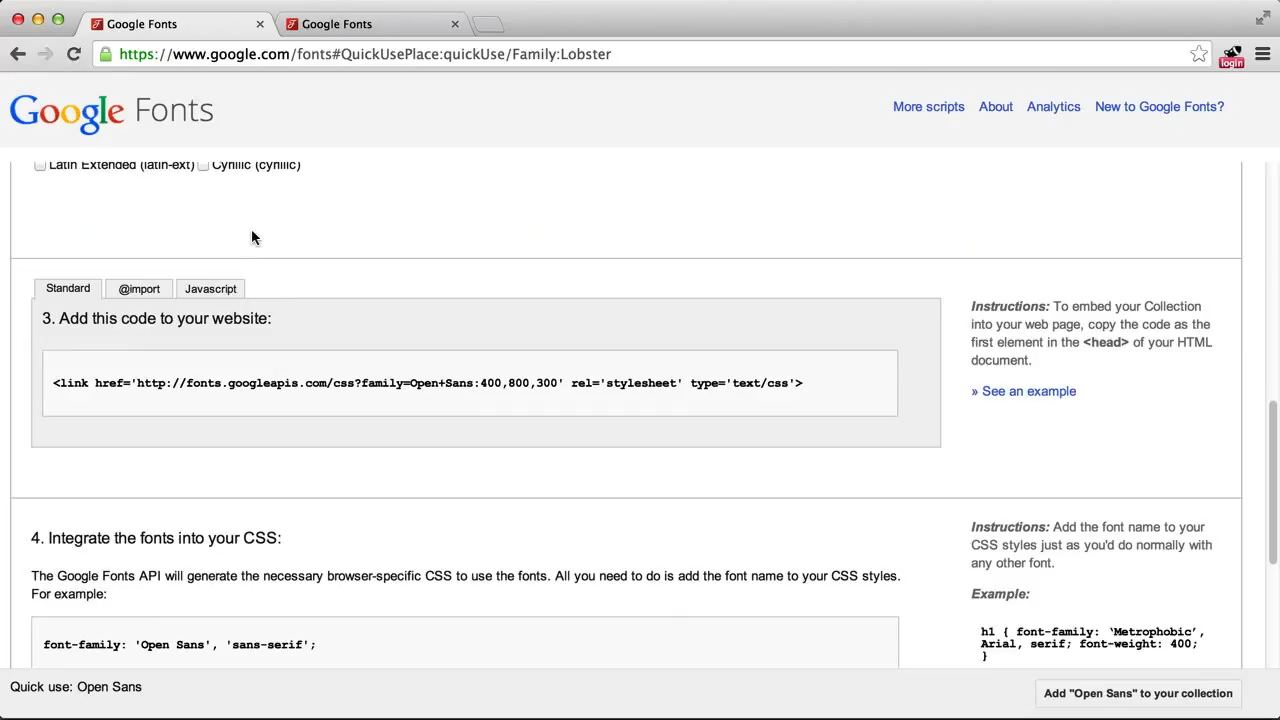 Google Fonts
Google Fonts
https://www.google.com/fonts#QuickUsePlace:quickUse/Family:Lobster
login
Google Fonts
More scripts About Analytics New to Google Fonts?
Latin Extended (latin-ext) Cyrillic (cyrillic)
Standard @import Javascript
3. Add this code to your website:
<link href='http://fonts.googleapis.com/css?family=Open+Sans:400,800,300' rel='stylesheet' type='text/css'>
Instructions: To embed your Collection
into your web page, copy the code as the
first element in the <head> of your HTML
document.
» See an example
4. Integrate the fonts into your CSS:
The Google Fonts API will generate the necessary browser-specific CSS to use the fonts. All you need to do is add the font name to your CSS styles.
For example:
font-family: 'Open Sans', 'sans-serif';
Instructions: Add the font name to your
CSS styles just as you'd do normally with
any other font.
Example:
h1 { font-family: ‘Metrophobic’,
Arial, serif; font-weight: 400;
}
Quick use: Open Sans
Add "Open Sans" to your collection